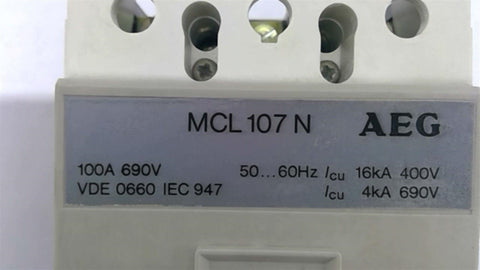 MCL 107 N AEG
100A 690V 50...60Hz Icu 16kA 400V
VDE 0660 IEC 947 Icu 4kA 690V